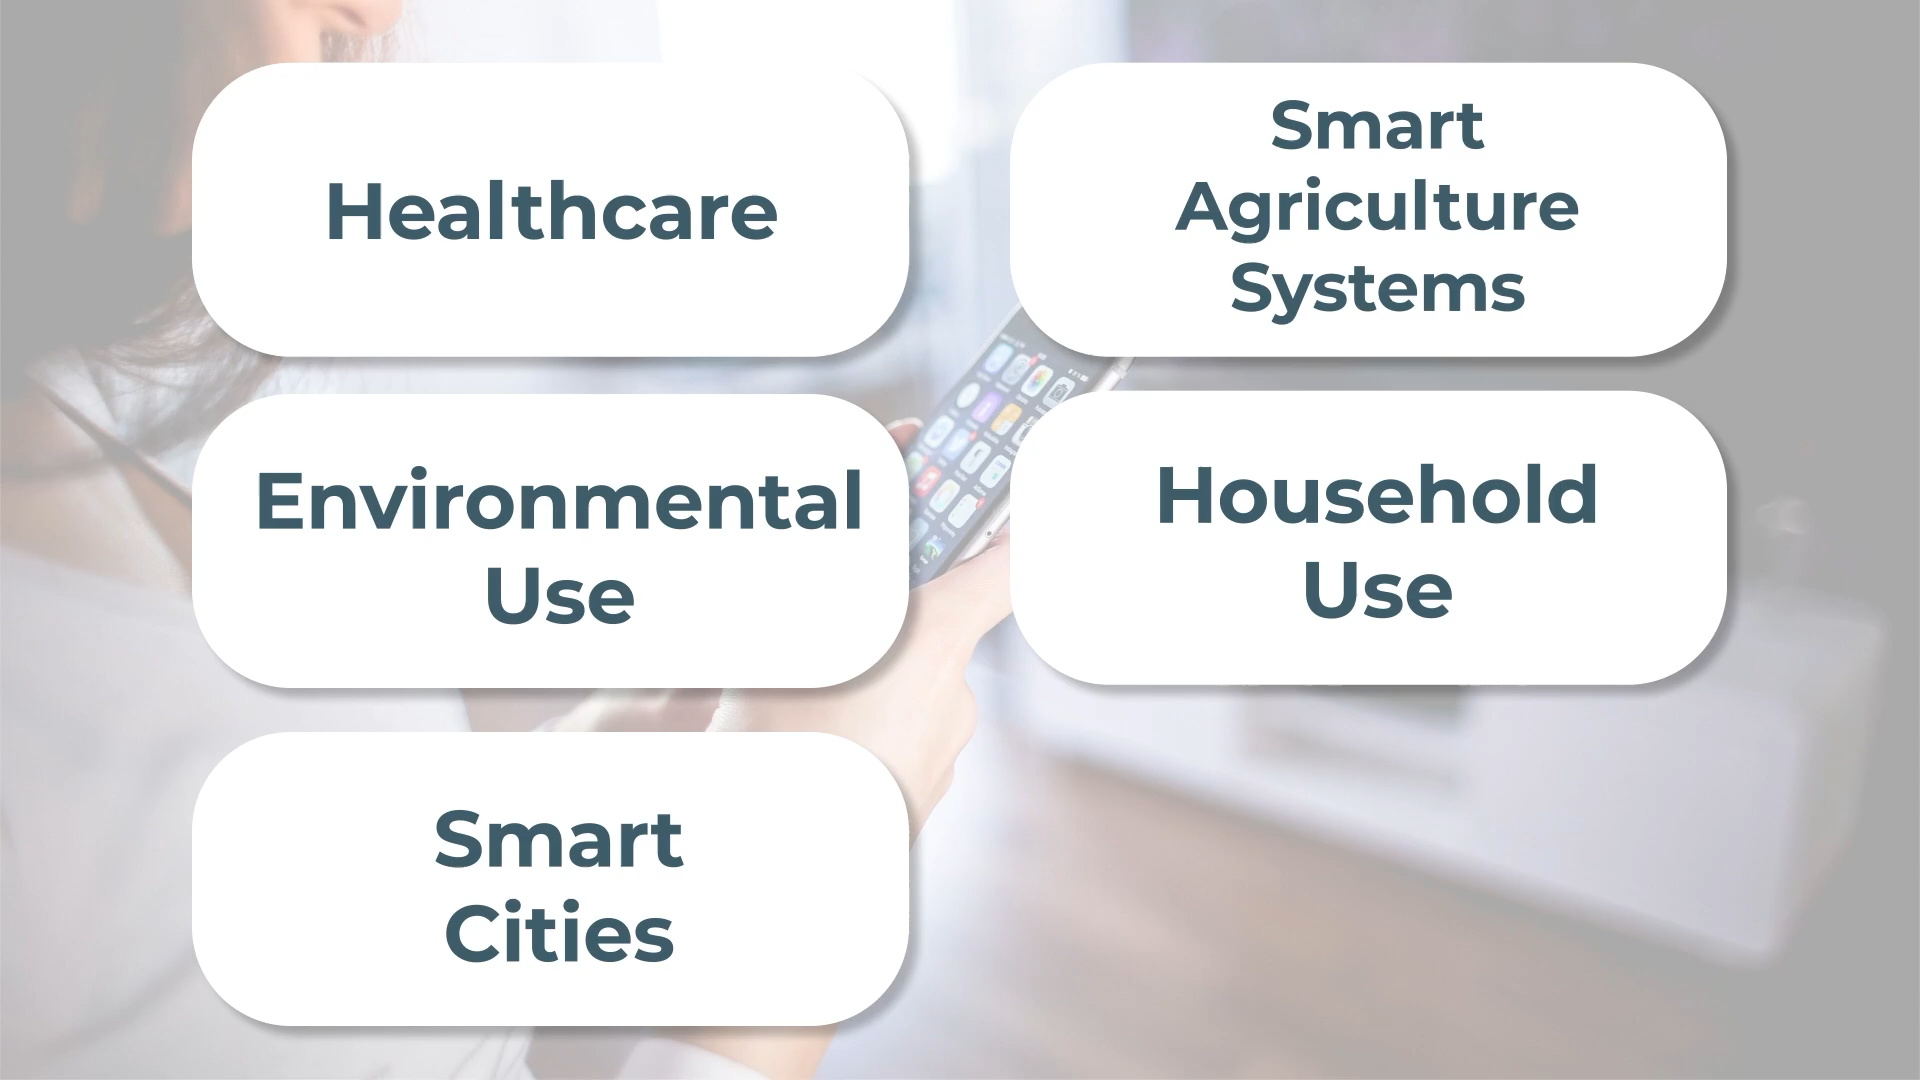 Healthcare
Smart
Agriculture
Systems
Environmental
Use
Household
Use
Smart
Cities